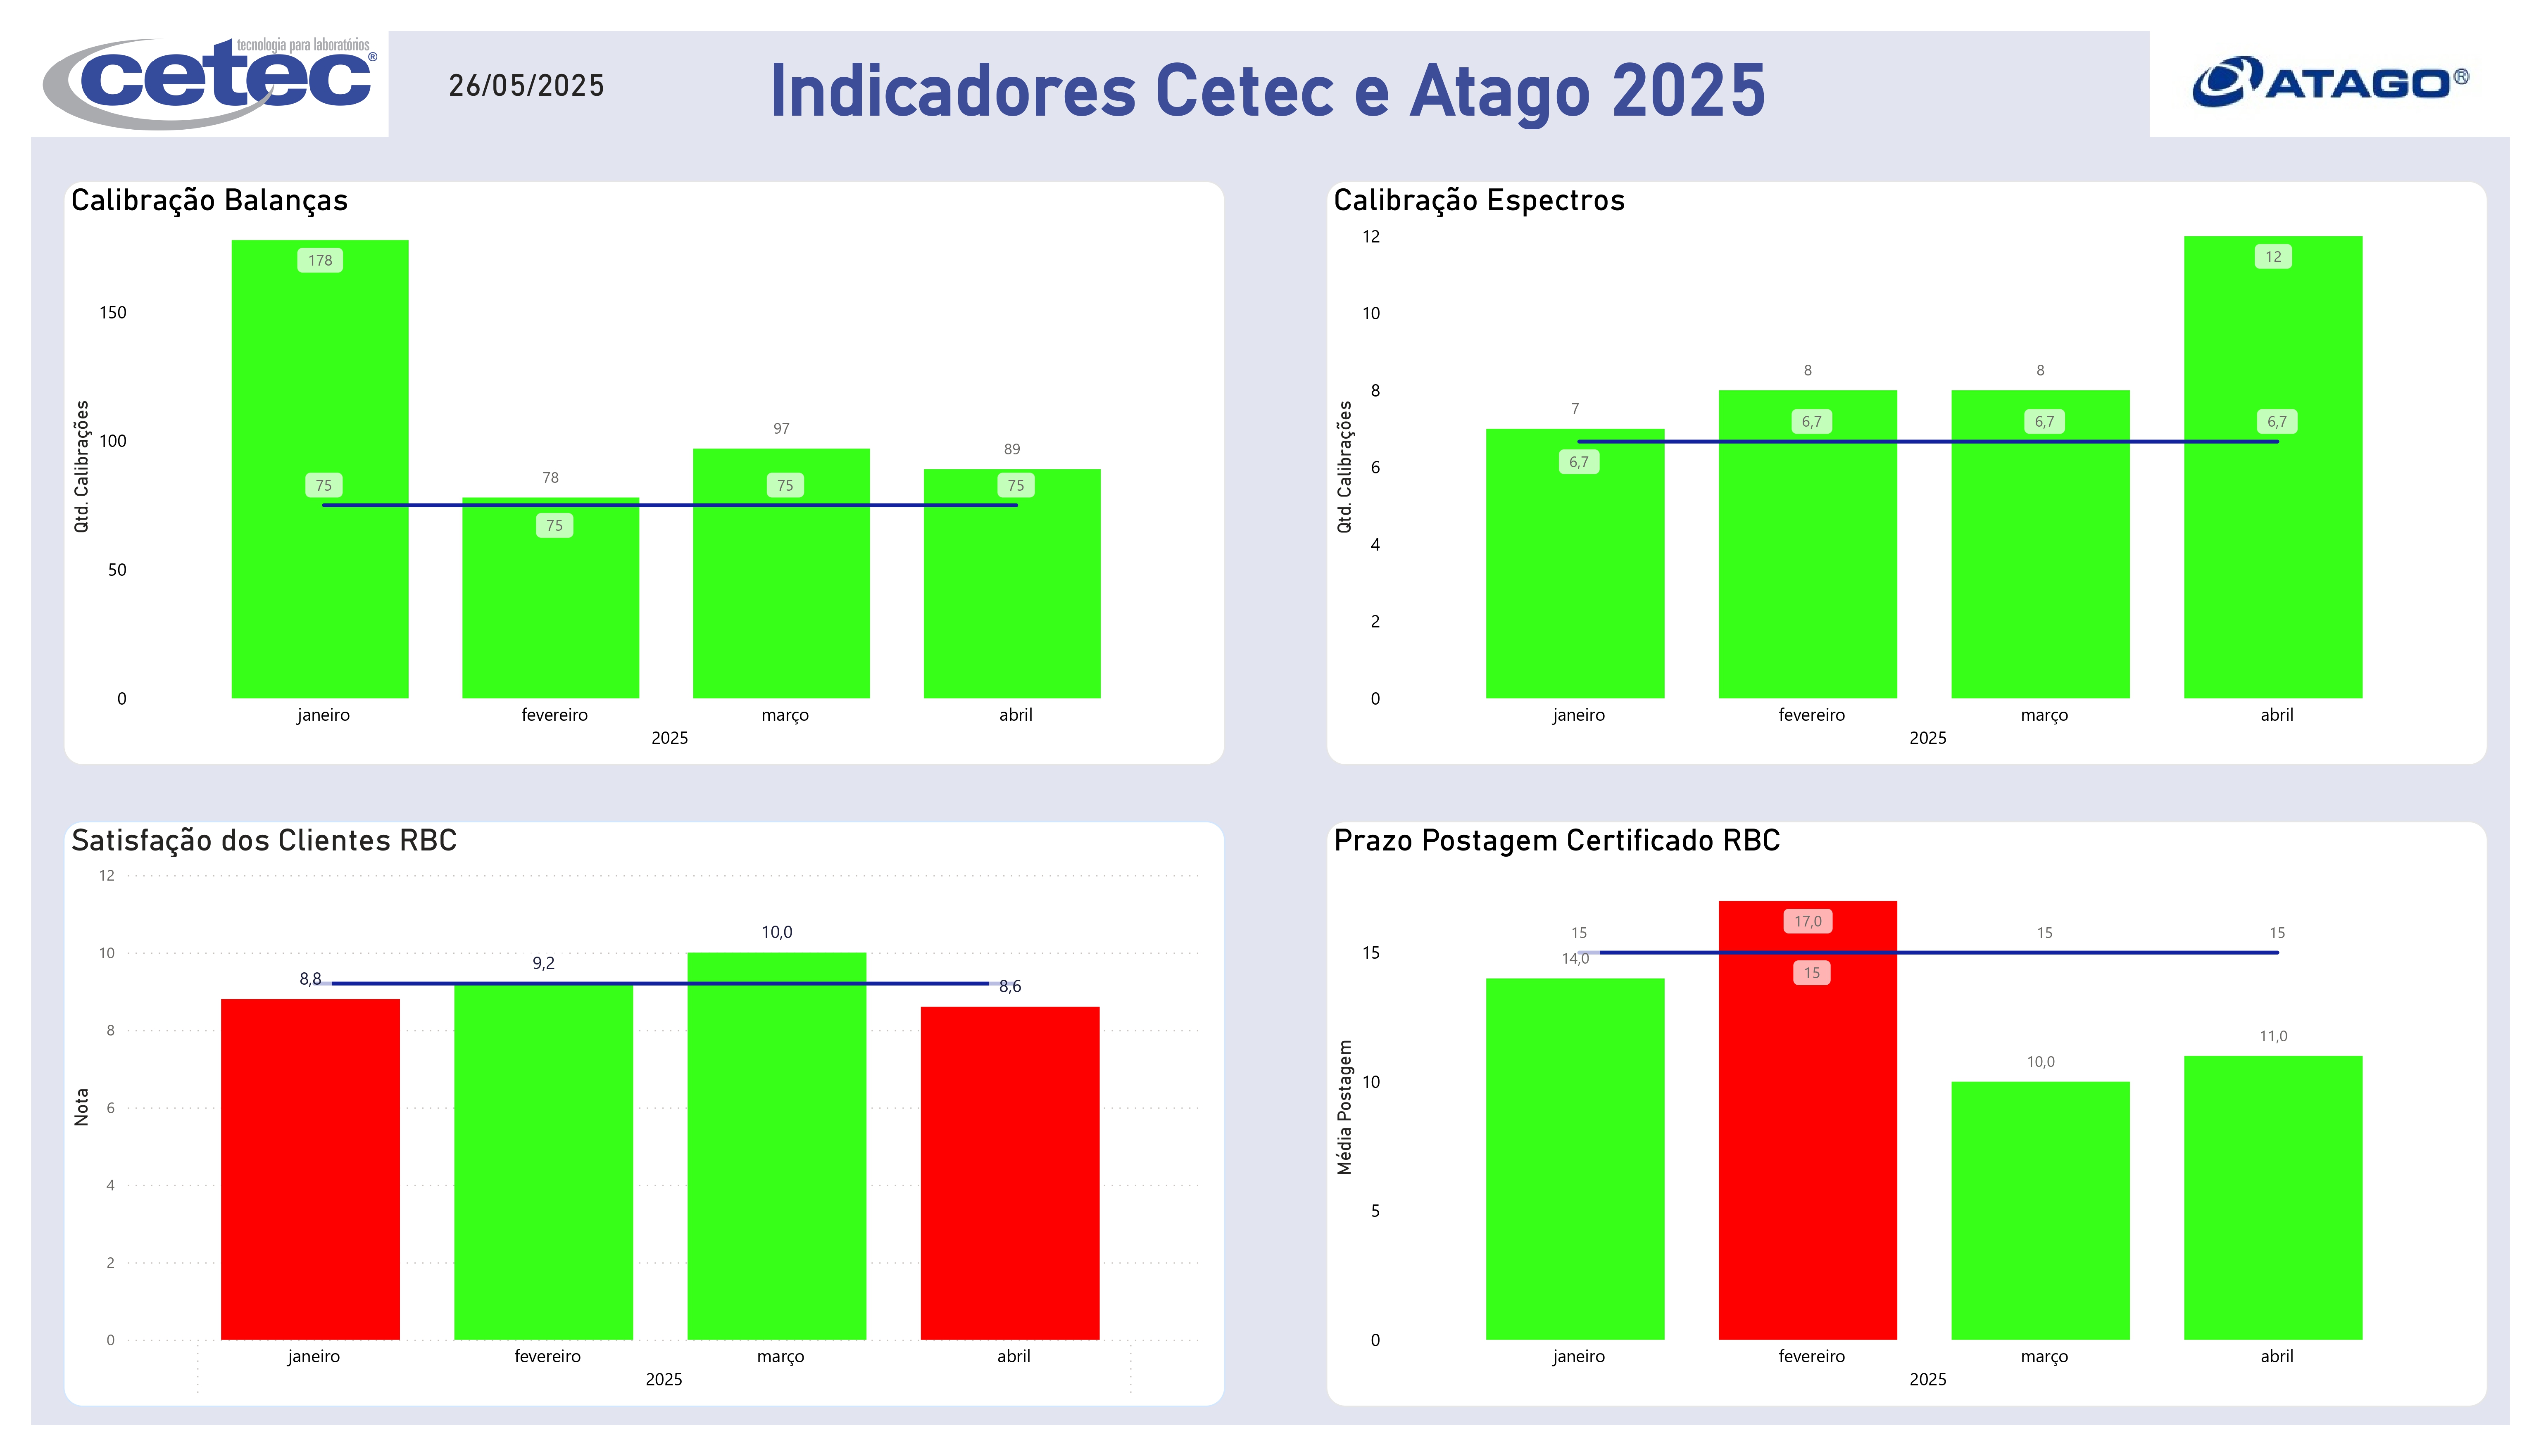 tecnologia para laboratórios
cetec®
26/05/2025
Indicadores Cetec e Atago 2025
ATAGO®
Calibração Balanças
Qtd. Calibrações
150
100
50
0
178
75
78
75
97
75
89
75
janeiro
fevereiro
março
abril
2025
Calibração Espectros
Qtd. Calibrações
12
10
8
6
4
2
0
7
6,7
8
6,7
8
6,7
12
6,7
janeiro
fevereiro
março
abril
2025
Satisfação dos Clientes RBC
Nota
12
10
8
6
4
2
0
8,8
9,2
10,0
8,6
janeiro
fevereiro
março
abril
2025
Prazo Postagem Certificado RBC
Média Postagem
15
10
5
0
15
14,0
17,0
15
15
10,0
15
11,0
janeiro
fevereiro
março
abril
2025